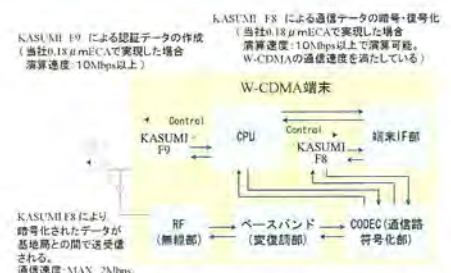 KASUMI F9 による認証データの作成
(当社0.18μmECAで実現した場合
演算速度:10Mbps以上)
KASUMI F8 による通信データの暗号・復号化
(当社0.18μmECAで実現した場合
演算速度:10Mbps以上で演算可能。
W-CDMAの通信速度を満たしている)
W-CDMA端末
Control
KASUMI
F9
CPU
Control
KASUMI
F8
端末IF部
KASUMI F8により
暗号化されたデータが
基地局との間で送受信
される。
通信速度:MAX 2Mbps
RF
(無線部)
ベースバンド
(変復調部)
CODEC(通信路
符号化部)